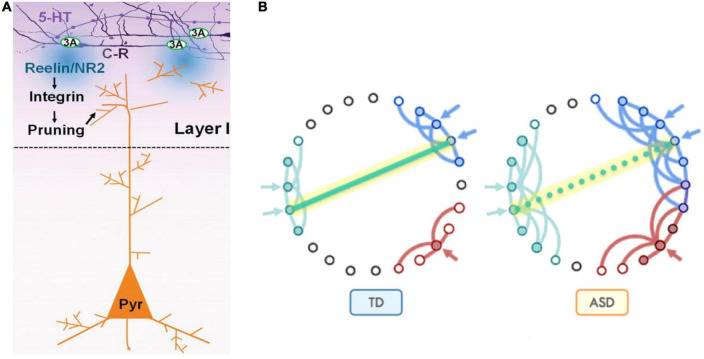 A
5-HT
3A
3A
3A
C-R
Reelin/NR2
Integrin
Pruning
Layer I
Pyr
B
TD
ASD